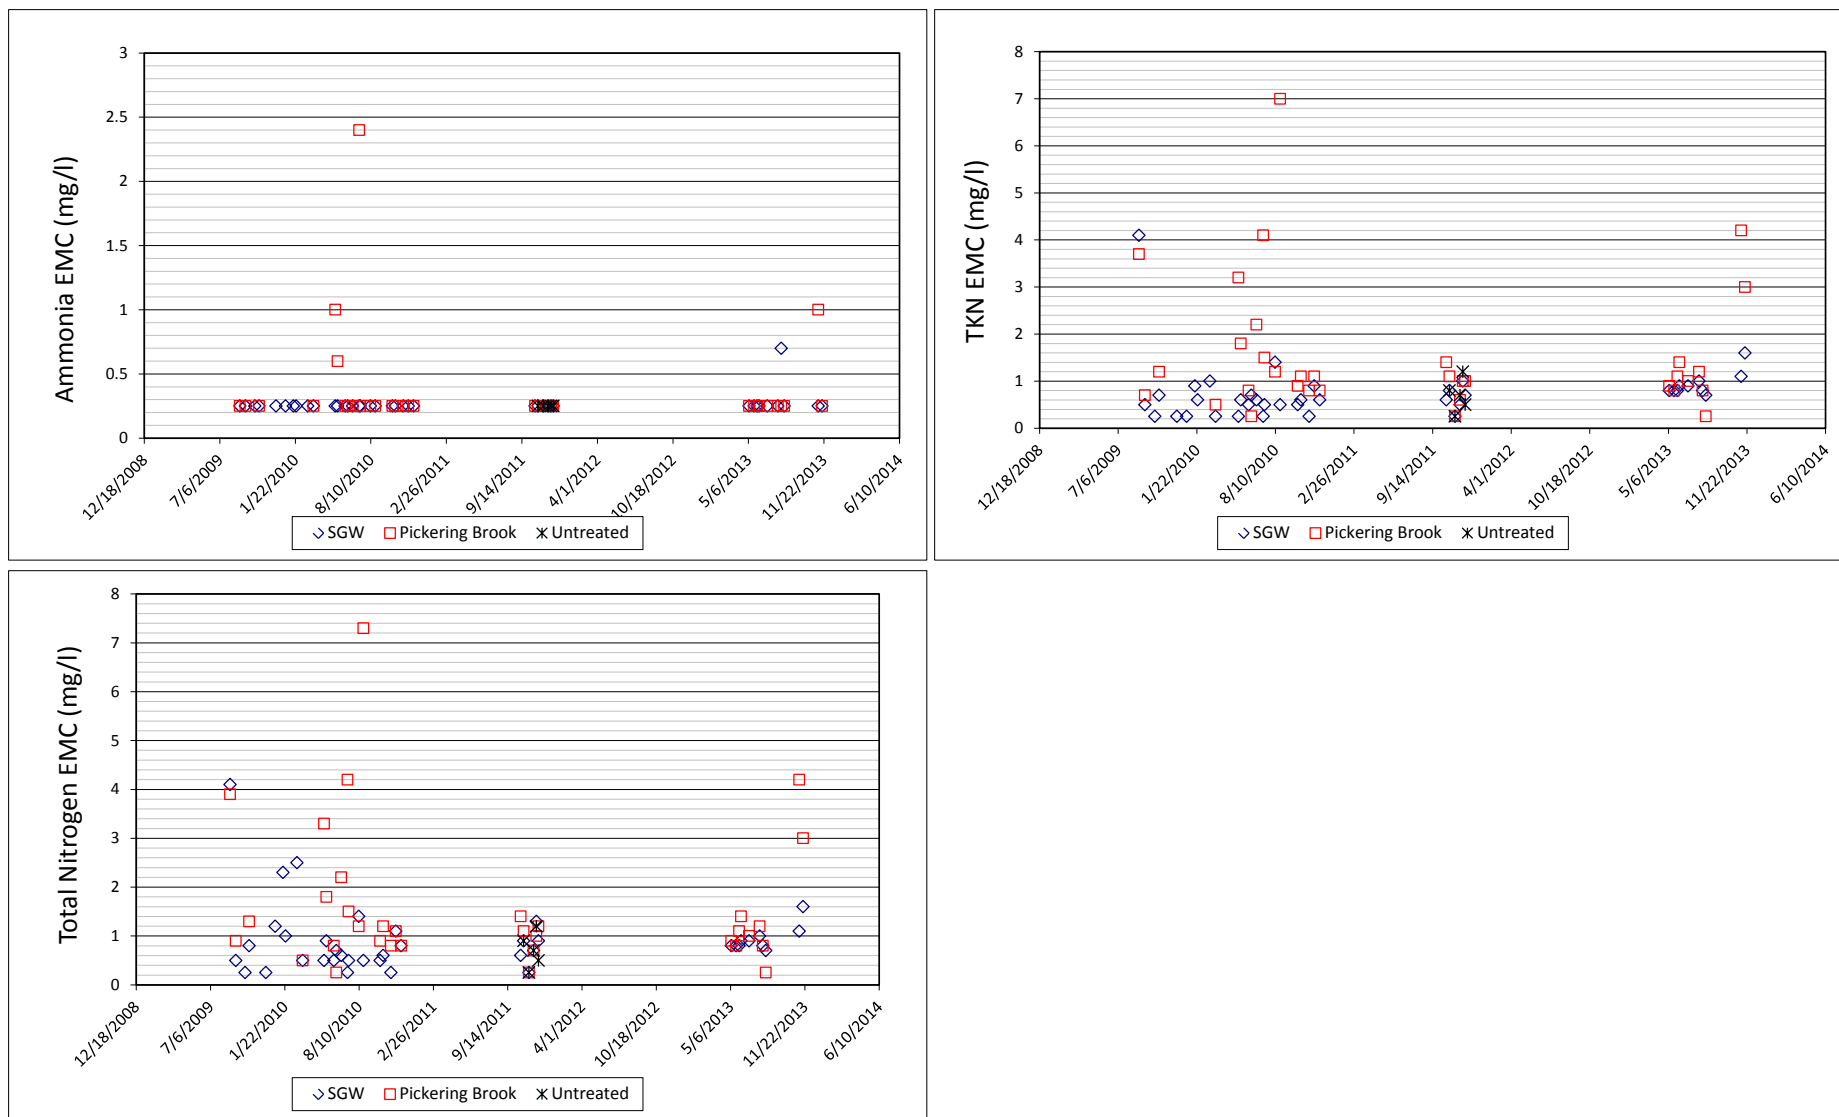 Ammonia EMC (mg/l)
3
2.5
2
1.5
1
0.5
0
12/18/2008 7/6/2009 1/22/2010 8/10/2010 2/26/2011 9/14/2011 4/1/2012 10/18/2012 5/6/2013 11/22/2013 6/10/2014
SGW Pickering Brook Untreated
TKN EMC (mg/l)
8
7
6
5
4
3
2
1
0
12/18/2008 7/6/2009 1/22/2010 8/10/2010 2/26/2011 9/14/2011 4/1/2012 10/18/2012 5/6/2013 11/22/2013 6/10/2014
SGW Pickering Brook Untreated
Total Nitrogen EMC (mg/l)
8
7
6
5
4
3
2
1
0
12/18/2008 7/6/2009 1/22/2010 8/10/2010 2/26/2011 9/14/2011 4/1/2012 10/18/2012 5/6/2013 11/22/2013 6/10/2014
SGW Pickering Brook Untreated